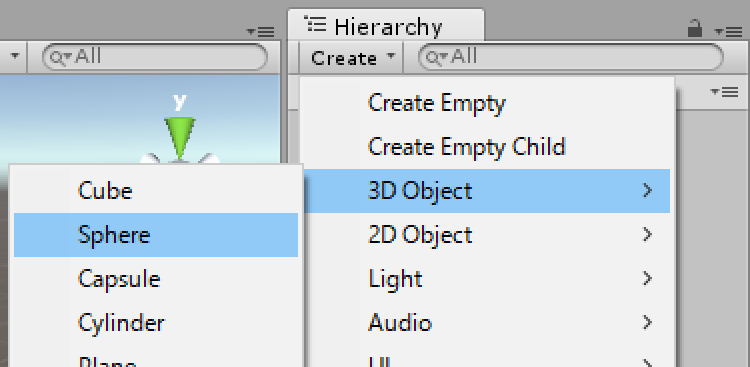 Hierarchy
All
Create
All
y
Create Empty
Create Empty Child
3D Object
2D Object
Light
Audio
UI
Cube
Sphere
Capsule
Cylinder
Plane